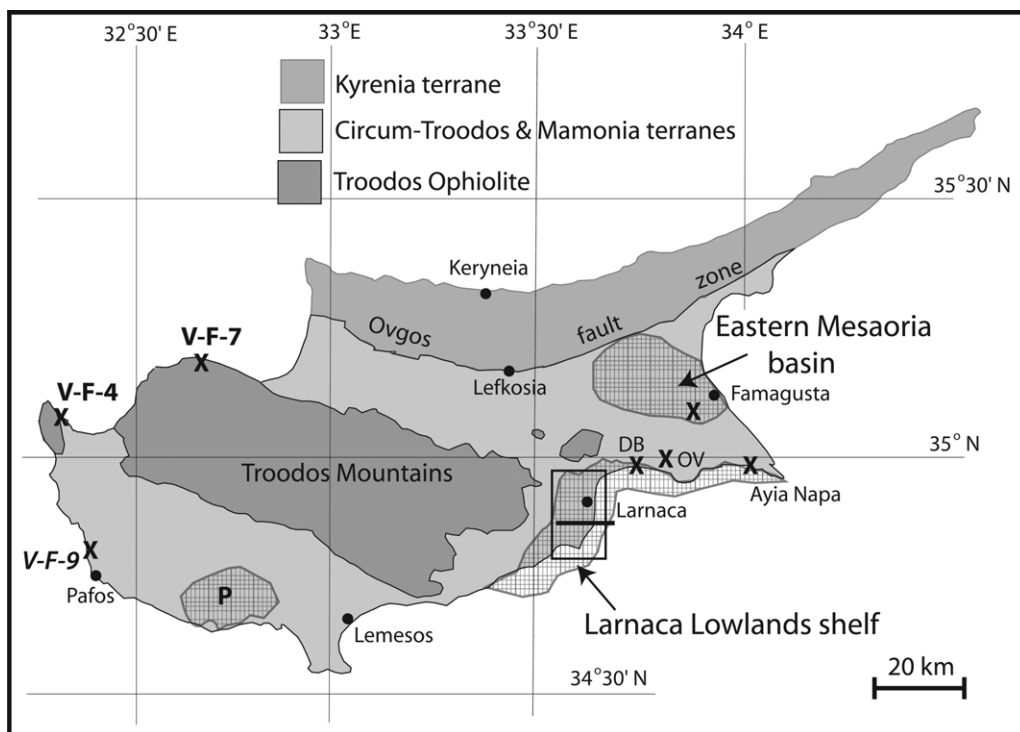 32°30' E
33°E
33°30' E
34° E
Kyrenia terrane
Circum-Troodos & Mamonia terranes
Troodos Ophiolite
35°30' N
Keryneia
zone
Ovgos
fault
Eastern Mesaoria
basin
V-F-7
Lefkosia
Famagusta
V-F-4
X
X
X
35° N
DB
X
X
OV
X
Troodos Mountains
Ayia Napa
Larnaca
X
V-F-9
Pafos
P
Lemesos
Larnaca Lowlands shelf
34°30' N
20 km